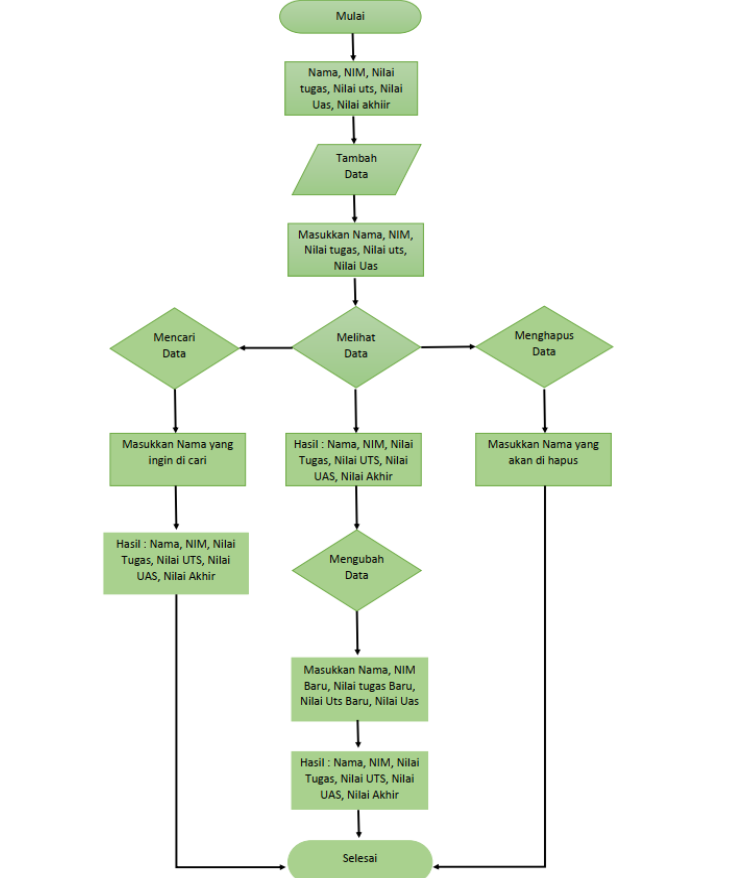 Mulai
Nama, NIM, Nilai
tugas, Nilai uts, Nilai
Uas, Nilai akhiir
Tambah
Data
Masukkan Nama, NIM,
Nilai tugas, Nilai uts,
Nilai Uas
Mencari
Data
Melihat
Data
Menghapus
Data
Masukkan Nama yang
ingin di cari
Hasil : Nama, NIM, Nilai
Tugas, Nilai UTS, Nilai
UAS, Nilai Akhir
Masukkan Nama yang
akan di hapus
Hasil : Nama, NIM, Nilai
Tugas, Nilai UTS, Nilai
UAS, Nilai Akhir
Mengubah
Data
Masukkan Nama, NIM
Baru, Nilai tugas Baru,
Nilai Uts Baru, Nilai Uas
Hasil : Nama, NIM, Nilai
Tugas, Nilai UTS, Nilai
UAS, Nilai Akhir
Selesai